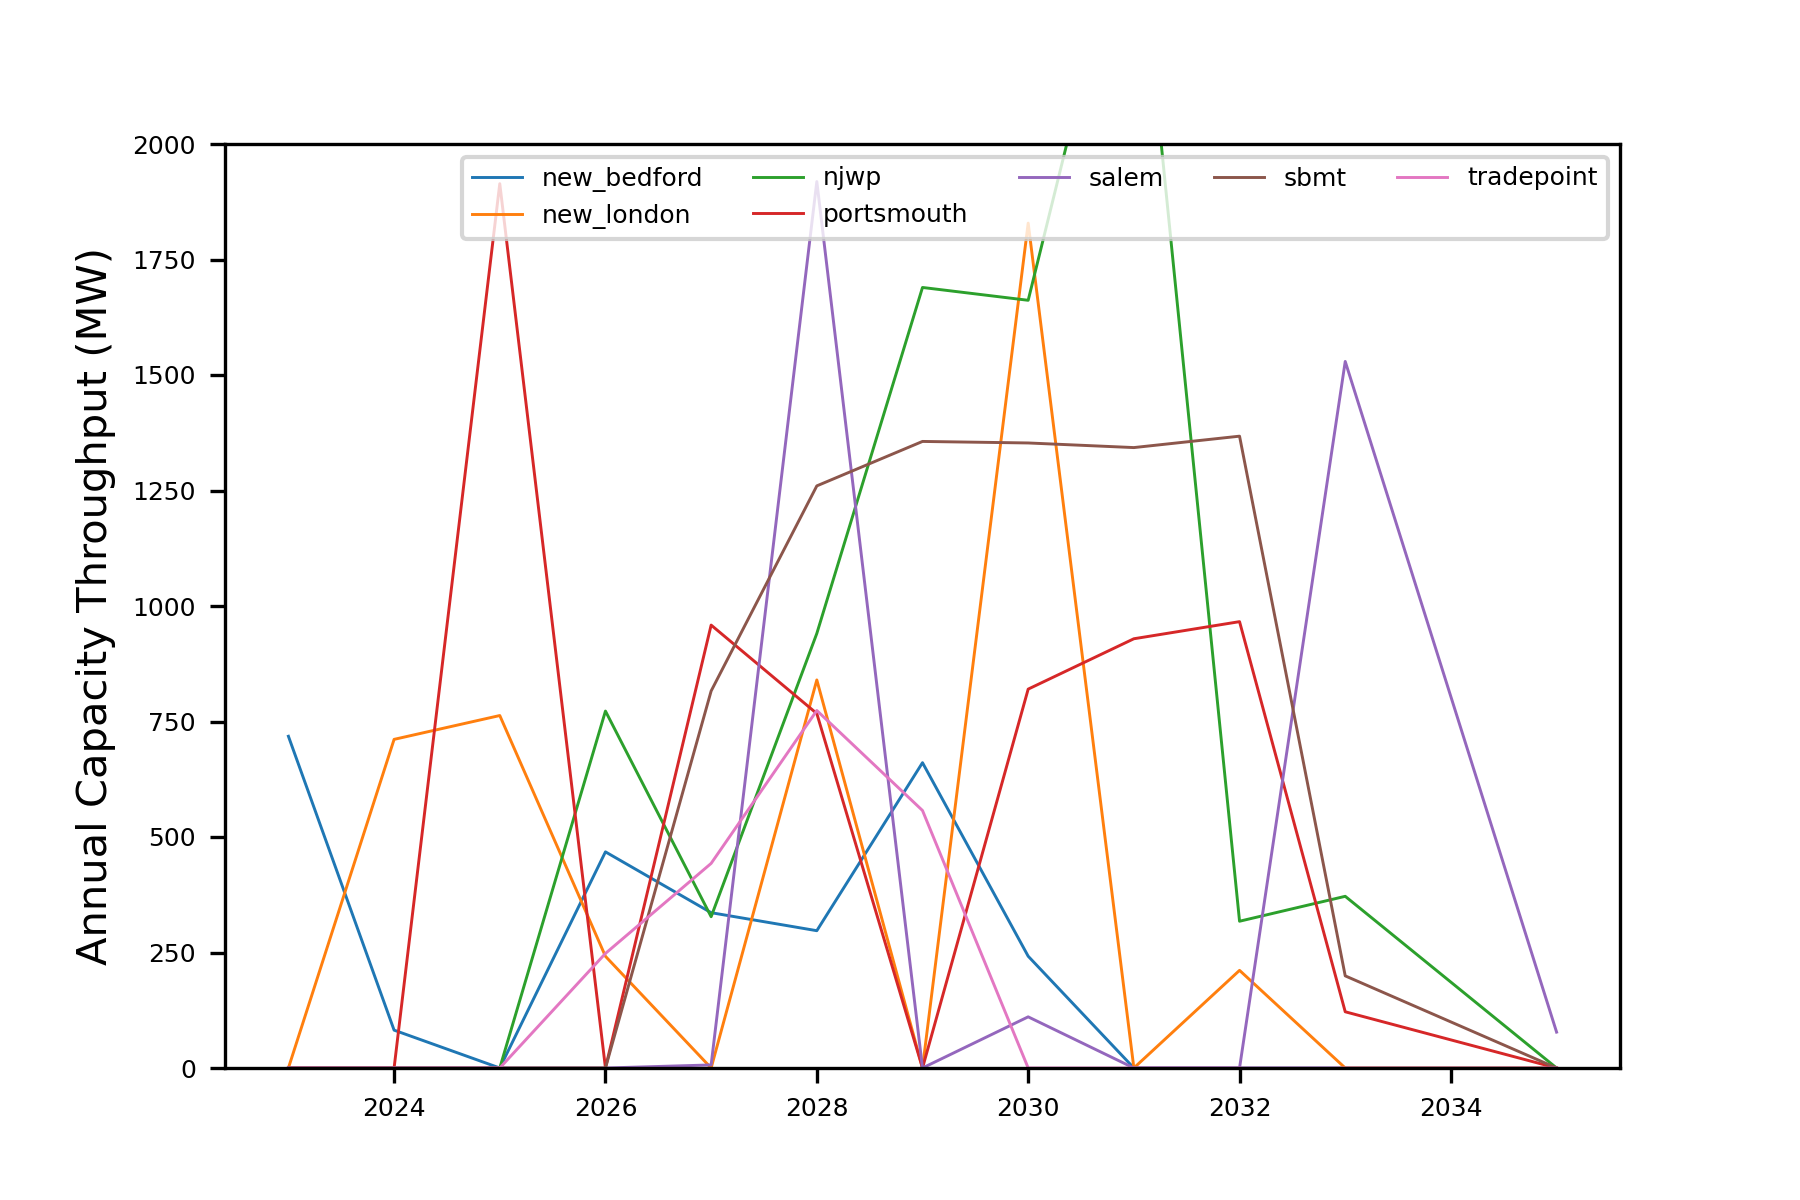 2000
1750
1500
1250
1000
750
500
250
0
Annual Capacity Throughput (MW)
new_bedford njwp salem sbmt tradepoint
new_london portsmouth
2024 2026 2028 2030 2032 2034